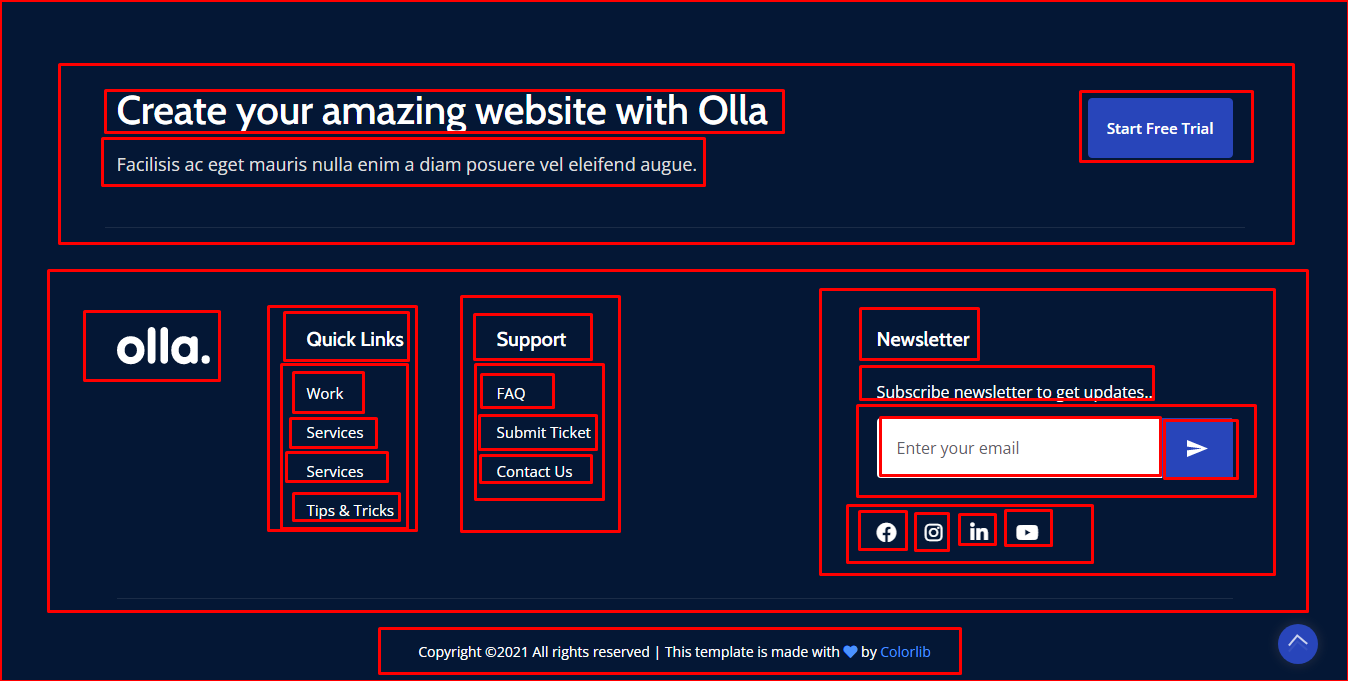 Create your amazing website with Olla
Facilisis ac eget mauris nulla enim a diam posuere vel eleifend augue.
Start Free Trial
olla.
Quick Links
Work
Services
Services
Tips & Tricks
Support
FAQ
Submit Ticket
Contact Us
Newsletter
Subscribe newsletter to get updates..
Enter your email
in
Copyright ©2021 All rights reserved | This template is made with by Colorlib